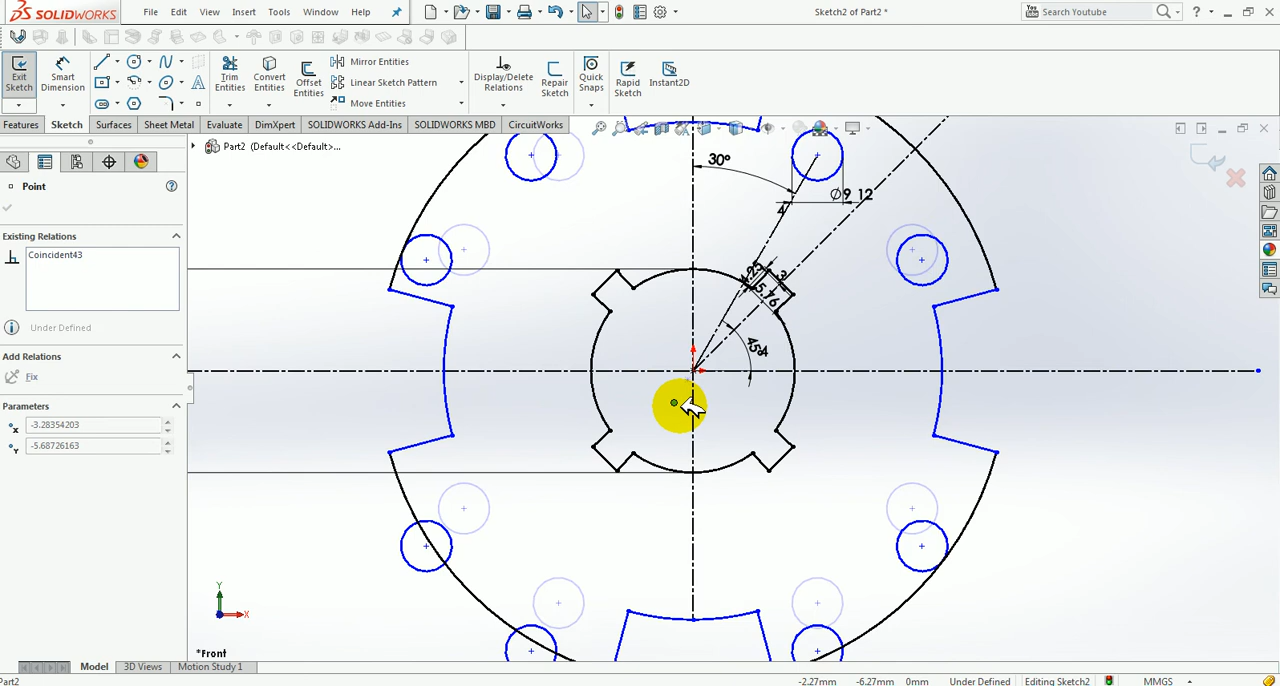 SOLIDWORKS File Edit View Insert Tools Window Help Sketch2 of Part2 * Search Youtube
Exit Sketch
Smart Dimension
Trim Entities
Convert Entities
Offset Entities
Mirror Entities
Linear Sketch Pattern
Move Entities
Display/Delete Relations
Repair Sketch
Quick Snaps
Rapid Sketch
Instant2D
Features Sketch Surfaces Sheet Metal Evaluate DimXpert SOLIDWORKS Add-Ins SOLIDWORKS MBD CircuitWorks
Part2 (Default<<Default>...
Point
Existing Relations
Coincident43
Under Defined
Add Relations
Fix
Parameters
-3.28354203
-5.68726163
30°
Ø9 12
4
3
5.76
45°
Y
X
*Front
Model 3D Views Motion Study 1
Part2 -2.27mm -6.27mm 0mm Under Defined Editing Sketch2 MMGS